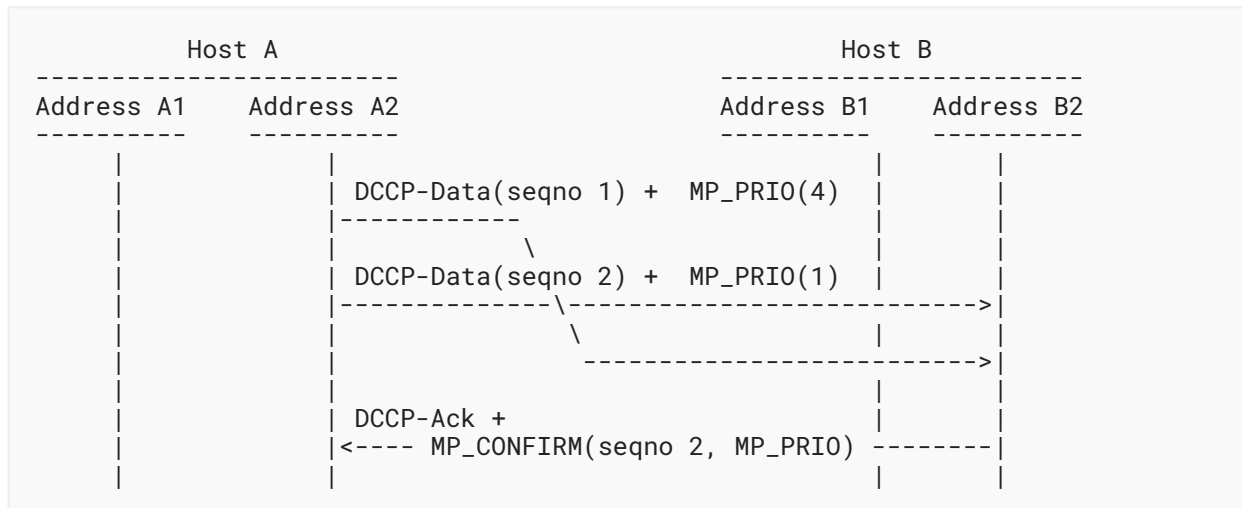 Host A Host B
Address A1 Address A2 Address B1 Address B2
DCCP-Data(seqno 1) + MP_PRIO(4)
DCCP-Data(seqno 2) + MP_PRIO(1)
DCCP-Ack +
MP_CONFIRM(seqno 2, MP_PRIO)